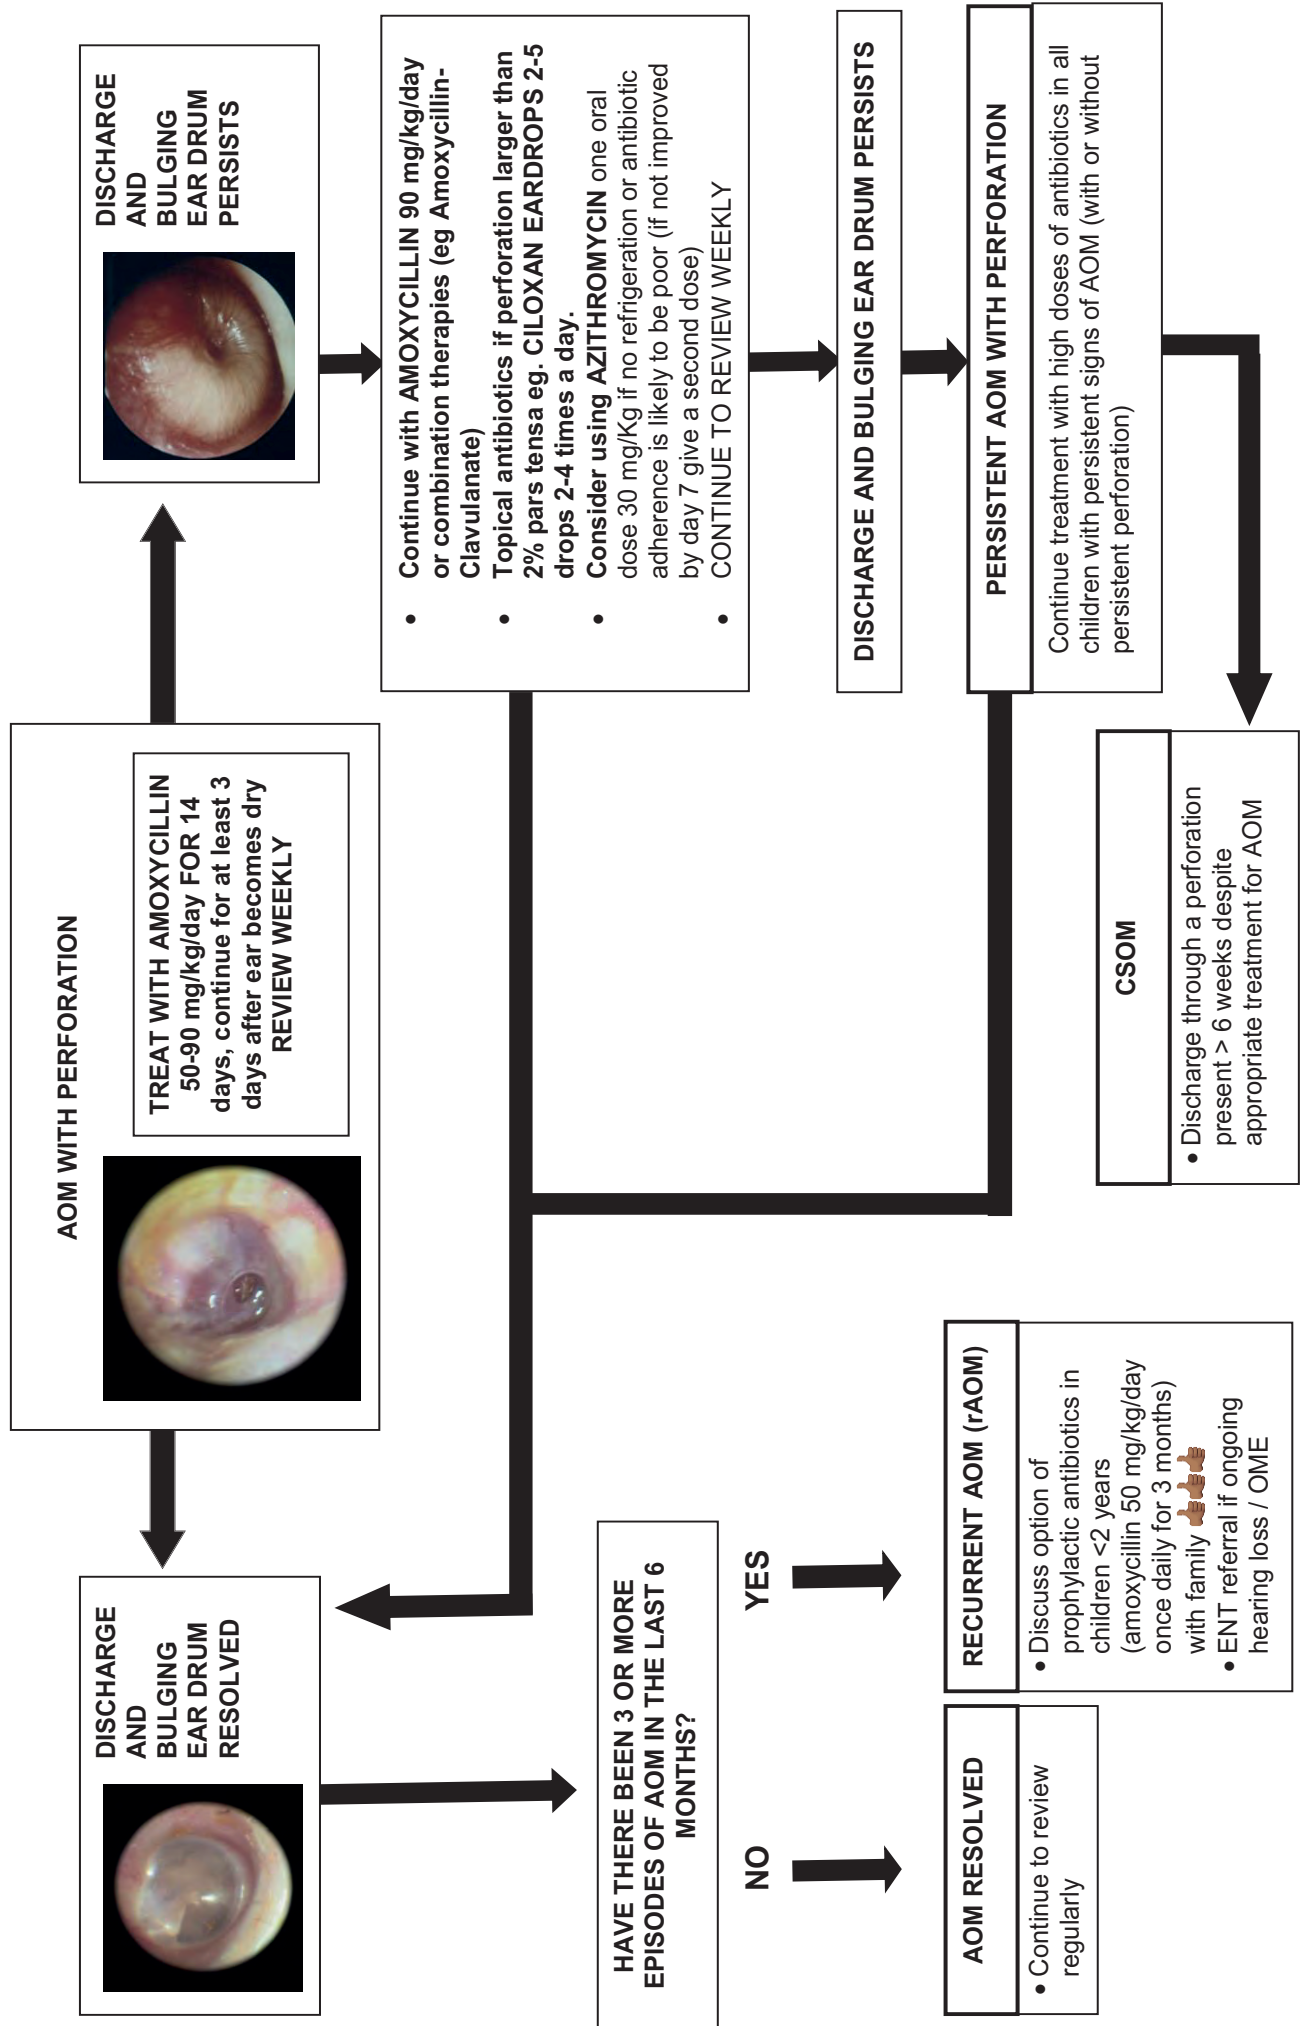 AOM WITH PERFORATION
TREAT WITH AMOXYCILLIN
50-90 mg/kg/day FOR 14
days, continue for at least 3
days after ear becomes dry
REVIEW WEEKLY
DISCHARGE
AND
BULGING
EAR DRUM
RESOLVED
DISCHARGE
AND
BULGING
EAR DRUM
PERSISTS
• Continue with AMOXYCILLIN 90 mg/kg/day
or combination therapies (eg Amoxycillin-
Clavulanate)
• Topical antibiotics if perforation larger than
2% pars tensa eg. CILOXAN EARDROPS 2-5
drops 2-4 times a day.
• Consider using AZITHROMYCIN one oral
dose 30 mg/Kg if no refrigeration or antibiotic
adherence is likely to be poor (if not improved
by day 7 give a second dose)
• CONTINUE TO REVIEW WEEKLY
HAVE THERE BEEN 3 OR MORE
EPISODES OF AOM IN THE LAST 6
MONTHS?
NO
YES
DISCHARGE AND BULGING EAR DRUM PERSISTS
AOM RESOLVED
• Continue to review
regularly
RECURRENT AOM (rAOM)
• Discuss option of
prophylactic antibiotics in
children <2 years
(amoxycillin 50 mg/kg/day
once daily for 3 months)
with family 👍🏾👍🏾👍🏾
• ENT referral if ongoing
hearing loss / OME
PERSISTENT AOM WITH PERFORATION
Continue treatment with high doses of antibiotics in all
children with persistent signs of AOM (with or without
persistent perforation)
CSOM
• Discharge through a perforation
present > 6 weeks despite
appropriate treatment for AOM